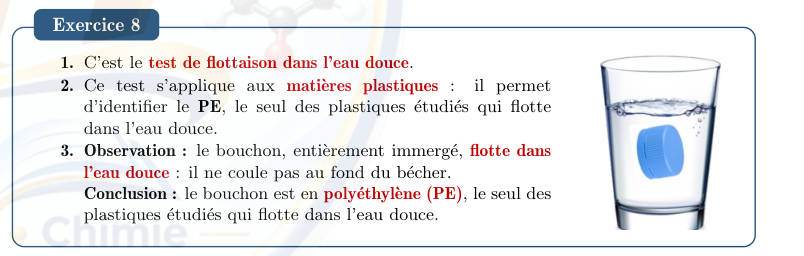 Exercice 8
1. C'est le test de flottaison dans l'eau douce.
2. Ce test s'applique aux matières plastiques : il permet
d'identifier le PE, le seul des plastiques étudiés qui flotte
dans l'eau douce.
3. Observation : le bouchon, entièrement immergé, flotte dans
l'eau douce : il ne coule pas au fond du bécher.
Conclusion : le bouchon est en polyéthylène (PE), le seul des
plastiques étudiés qui flotte dans l'eau douce.
Chimie